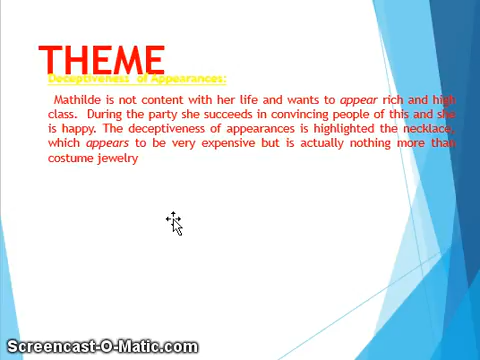 THEME
Deceptiveness of Appearances:
Mathilde is not content with her life and wants to appear rich and high
class. During the party she succeeds in convincing people of this and she
is happy. The deceptiveness of appearances is highlighted the necklace,
which appears to be very expensive but is actually nothing more than
costume jewelry
Screencast-O-Matic.com